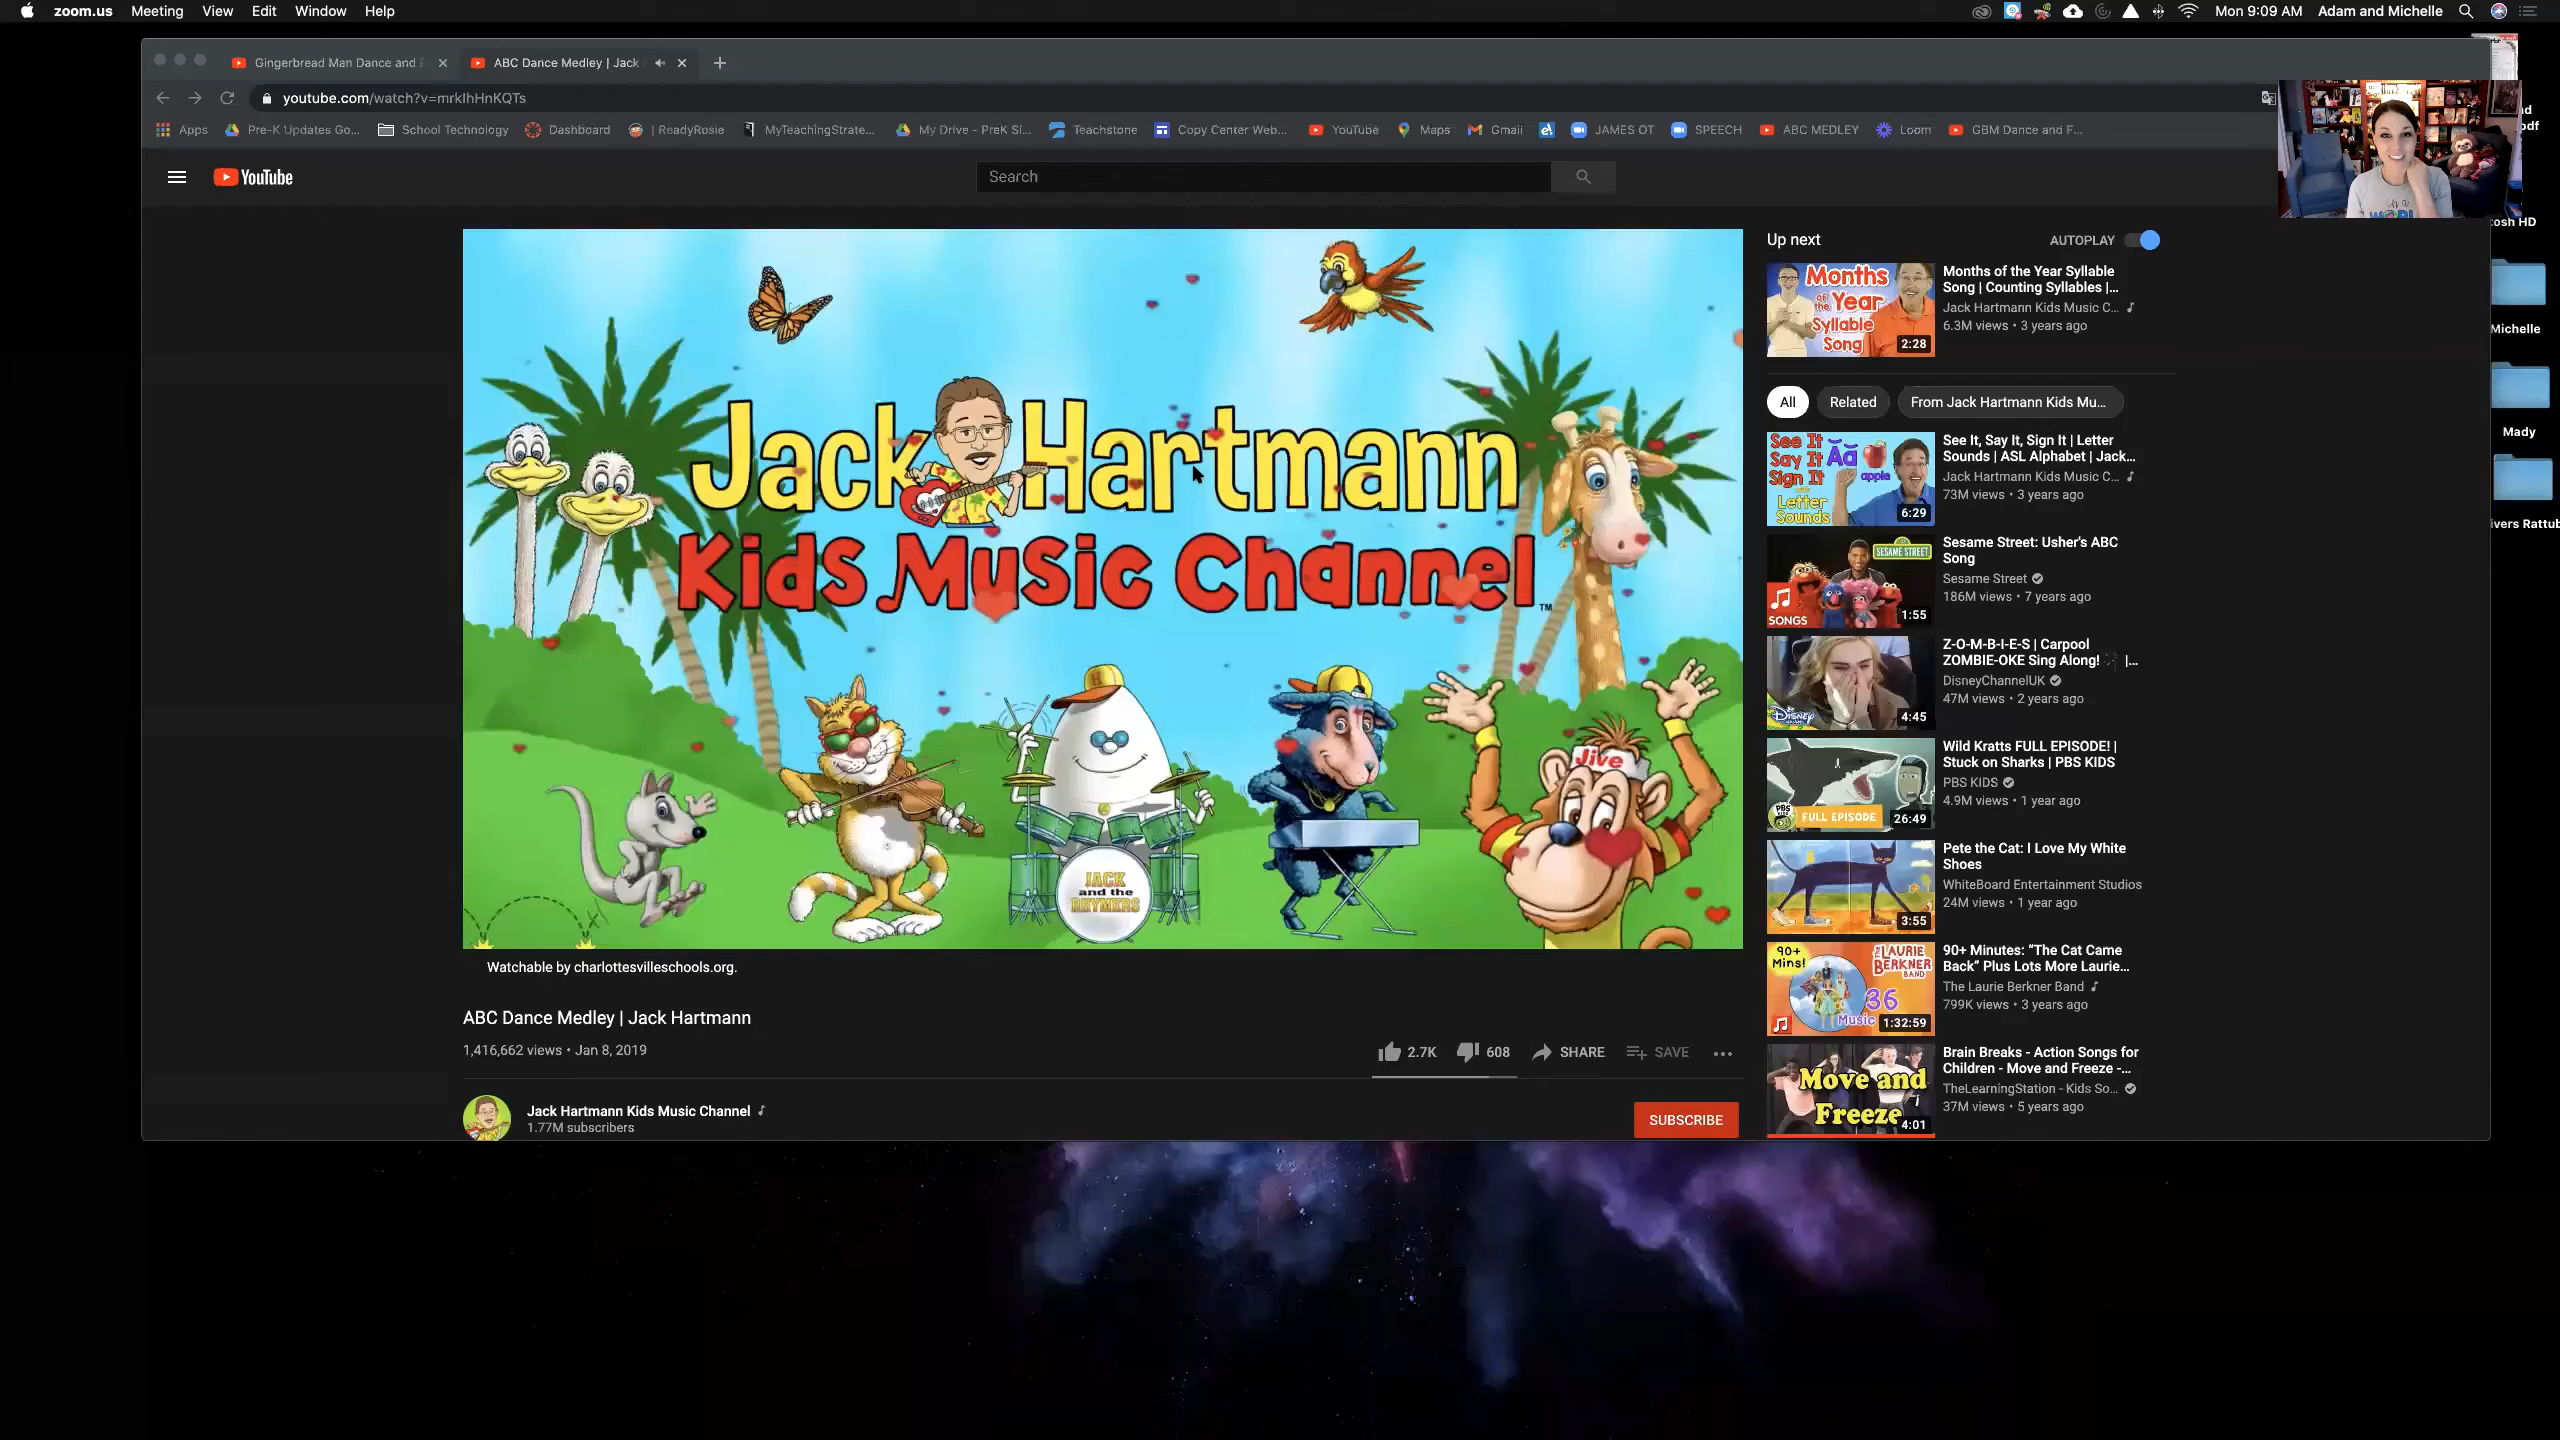 zoom.us Meeting View Edit Window Help
Mon 9:09 AM Adam and Michelle
ABC Dance Medley | Jack
Gingerbread Man Dance and
youtube.com/watch?v=mrkIhHnKQTs
Apps Pre-K Updates Go... School Technology Dashboard | ReadyRosie MyTeachingStrate... My Drive - PreK Sl... Teachstone Copy Center Web... YouTube Maps Gmail JAMES OT SPEECH ABC MEDLEY Loom GBM Dance and F...
YouTube
Search
Jack Hartmann
Kids Music Channel
TM
Jive
H
JACK
and the
RHYMERS
Watchable by charlottesvilleschools.org.
ABC Dance Medley | Jack Hartmann
1,416,662 views • Jan 8, 2019
2.7K 608 SHARE SAVE ...
Jack Hartmann Kids Music Channel
1.77M subscribers
SUBSCRIBE
Up next
AUTOPLAY
Months
of the Year
Syllable
Song
2:28
Months of the Year Syllable
Song | Counting Syllables |...
Jack Hartmann Kids Music C...
6.3M views • 3 years ago
All Related From Jack Hartmann Kids Mu...
See It
Say It
Sign It
Aa
apple
with
Letter
Sounds
6:29
See It, Say It, Sign It | Letter
Sounds | ASL Alphabet | Jack...
Jack Hartmann Kids Music C...
73M views • 3 years ago
SESAME STREET
SONGS
1:55
Sesame Street: Usher's ABC
Song
Sesame Street
186M views • 7 years ago
Disney
4:45
Z-O-M-B-I-E-S | Carpool
ZOMBIE-OKE Sing Along! |...
DisneyChannelUK
47M views • 2 years ago
PBS
KIDS
FULL EPISODE
26:49
Wild Kratts FULL EPISODE! |
Stuck on Sharks | PBS KIDS
PBS KIDS
4.9M views • 1 year ago
3:55
Pete the Cat: I Love My White
Shoes
WhiteBoard Entertainment Studios
24M views • 1 year ago
90+
Mins!
THE LAURIE
BERKNER
BAND
36
Music
1:32:59
90+ Minutes: “The Cat Came
Back” Plus Lots More Laurie...
The Laurie Berkner Band
799K views • 3 years ago
Move and
Freeze
4:01
Brain Breaks - Action Songs for
Children - Move and Freeze -...
TheLearningStation - Kids So...
37M views • 5 years ago
tosh HD
Michelle
Mady
ivers Rattub